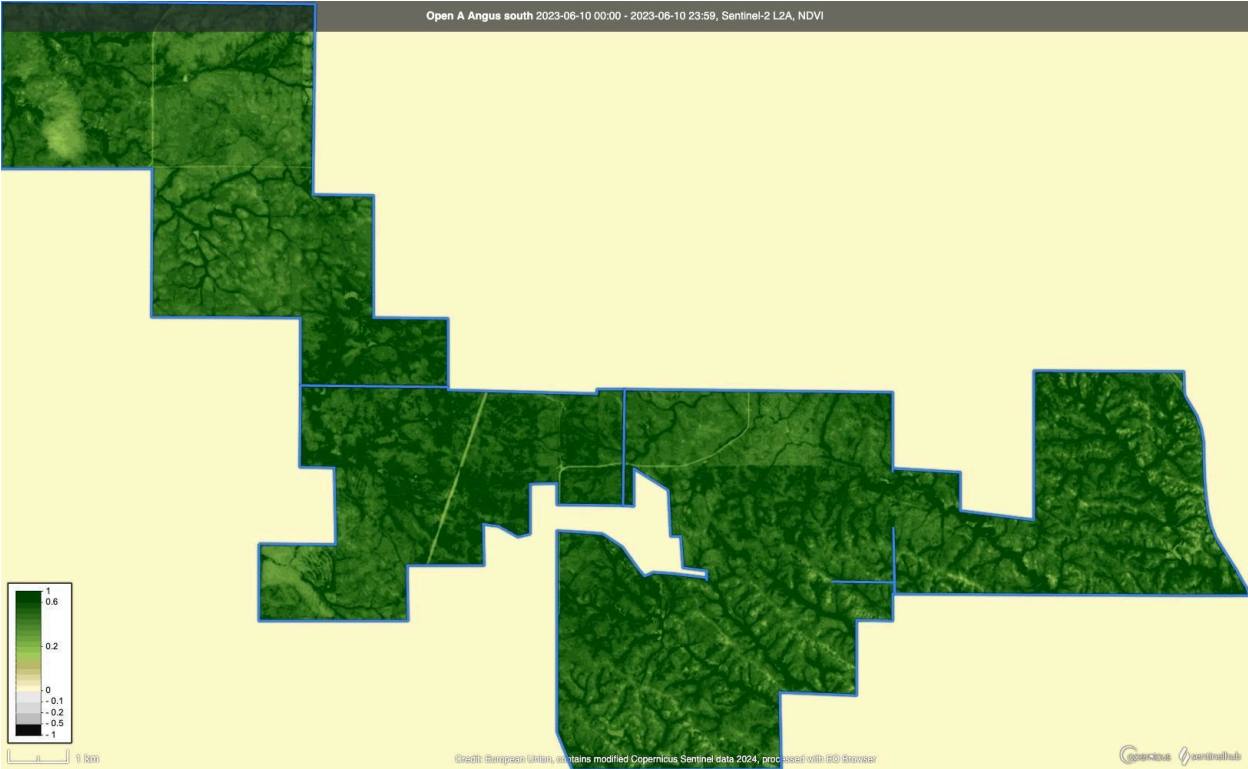 Open A Angus south 2023-06-10 00:00 - 2023-06-10 23:59, Sentinel-2 L2A, NDVI
1
0.6
0.2
0
- 0.1
- 0.2
- 0.5
- 1
1 km
Credit: European Union, contains modified Copernicus Sentinel data 2024, processed with EO Browser
Copernicus
sentinelhub